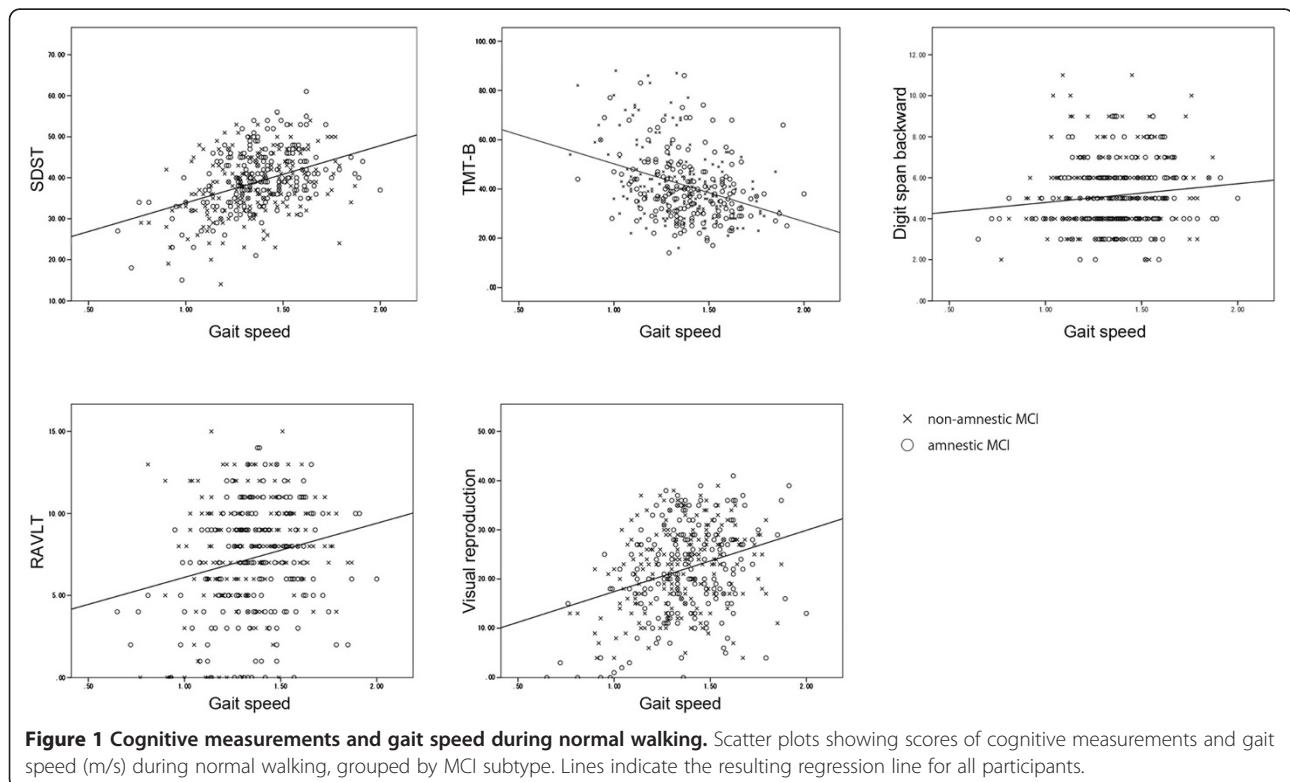 70.00
60.00
50.00
40.00
30.00
20.00
10.00
SDST
.50 1.00 1.50 2.00
Gait speed
100.00
80.00
60.00
40.00
20.00
.00
TMT-B
.50 1.00 1.50 2.00
Gait speed
12.00
10.00
8.00
6.00
4.00
2.00
.00
Digit span backward
.50 1.00 1.50 2.00
Gait speed
15.00
10.00
5.00
.00
RAVLT
.50 1.00 1.50 2.00
Gait speed
50.00
40.00
30.00
20.00
10.00
.00
Visual reproduction
.50 1.00 1.50 2.00
Gait speed
× non-amnestic MCI
○ amnestic MCI
Figure 1 Cognitive measurements and gait speed during normal walking. Scatter plots showing scores of cognitive measurements and gait
speed (m/s) during normal walking, grouped by MCI subtype. Lines indicate the resulting regression line for all participants.